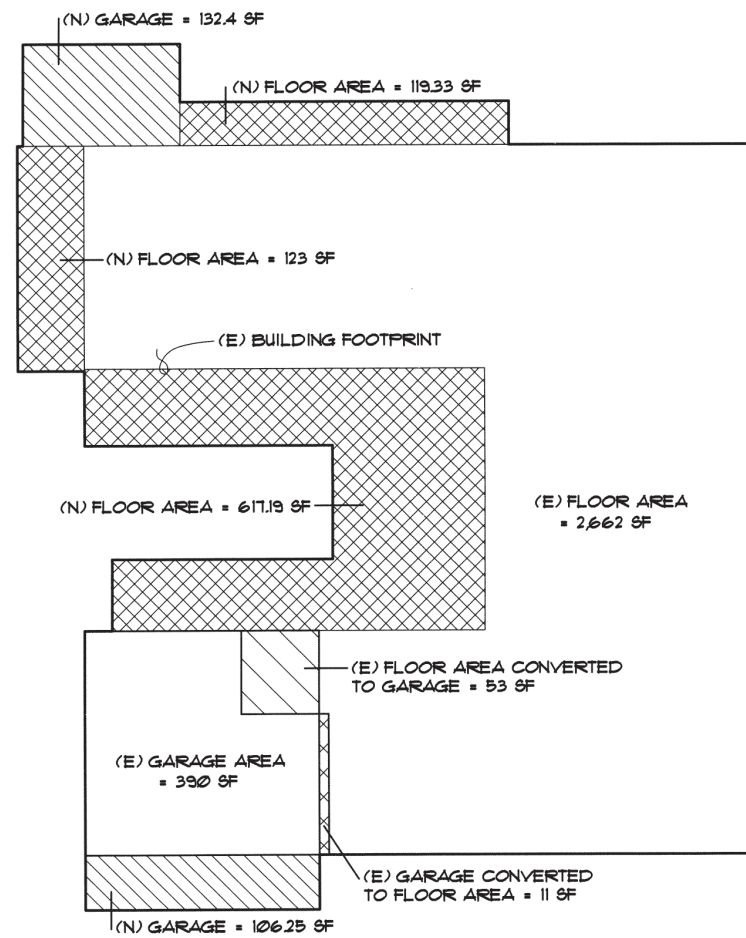 (N) GARAGE = 132.4 SF
(N) FLOOR AREA = 119.33 SF
(N) FLOOR AREA = 123 SF
(E) BUILDING FOOTPRINT
(N) FLOOR AREA = 617.19 SF
(E) FLOOR AREA
= 2,662 SF
(E) FLOOR AREA CONVERTED
TO GARAGE = 53 SF
(E) GARAGE AREA
= 390 SF
(E) GARAGE CONVERTED
TO FLOOR AREA = 11 SF
(N) GARAGE = 106.25 SF